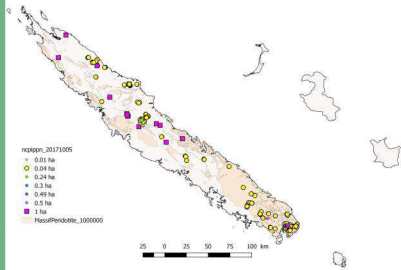 ncpippn_20171005
0.01 ha
0.04 ha
0.24 ha
0.3 ha
0.49 ha
0.5 ha
1 ha
MassifPeridotite_1000000
25 0 25 50 75 100 km